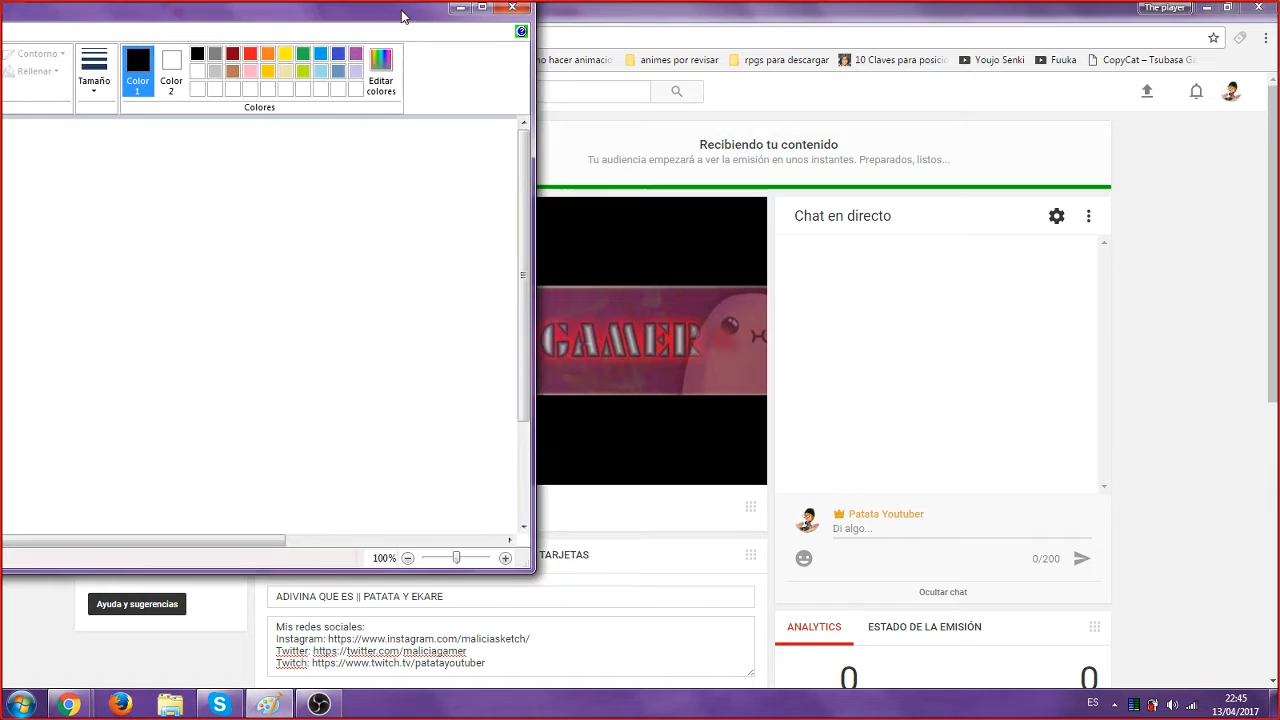 The player
Contorno
Rellenar
Tamaño
Color
1
Color
2
Editar
colores
Colores
animes por revisar
rpgs para descargar
10 Claves para dibuj
Youjo Senki
Fuuka
CopyCat - Tsubasa
Recibiendo tu contenido
Tu audiencia empezará a ver la emisión en unos instantes. Preparados, listos...
Chat en directo
GAMER
Patata Youtuber
Di algo...
0/200
Ocultar chat
100%
TARJETAS
Ayuda y sugerencias
ADIVINA QUE ES || PATATA Y EKARE
Mis redes sociales:
Instagram: https://www.instagram.com/maliciasketch/
Twitter: https://twitter.com/maliciagamer
Twitch: https://www.twitch.tv/patatayoutuber
ANALYTICS
ESTADO DE LA EMISIÓN
0
0
ES
22:45
13/04/2017